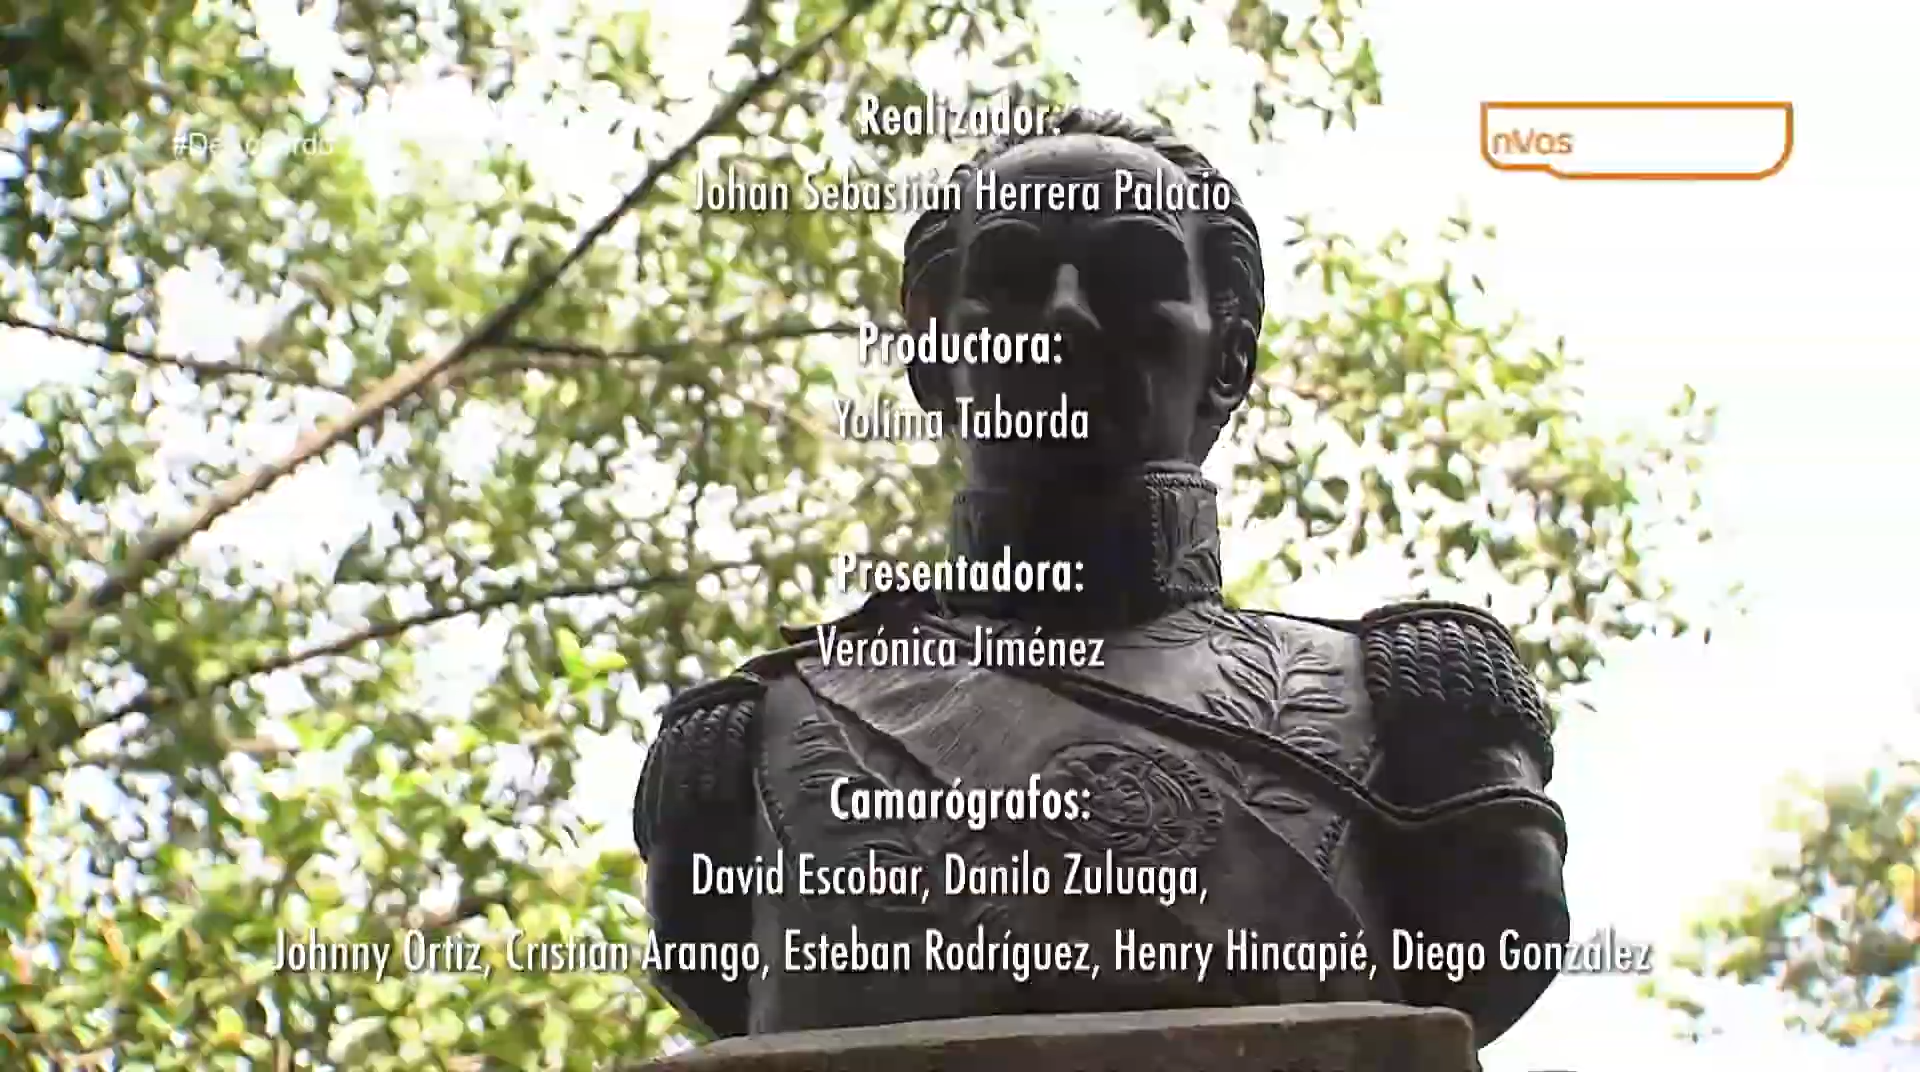 Realizador:
Johan Sebastián Herrera Palacio
nVos
Productora:
Yolima Taborda
Presentadora:
Verónica Jiménez
Camarógrafos:
David Escobar, Danilo Zuluaga,
Johnny Ortiz, Cristian Arango, Esteban Rodríguez, Henry Hincapié, Diego González